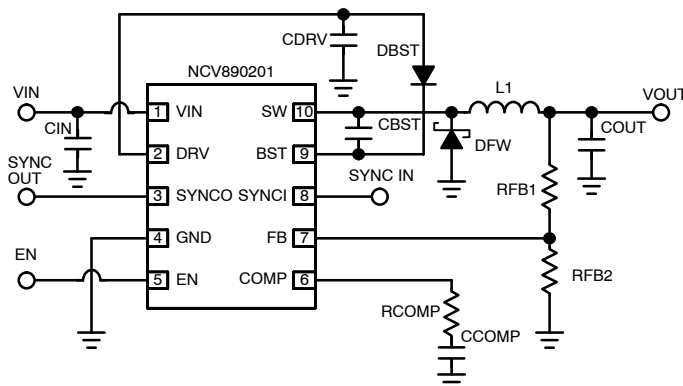 CDRV
DBST
NCV890201
VIN
L1
VOUT
1 VIN
SW 10
CIN
CBST
COUT
2 DRV
BST 9
DFW
SYNC
OUT
SYNC IN
RFB1
3 SYNCO
SYNCI 8
4 GND
FB 7
EN
5 EN
COMP 6
RFB2
RCOMP
CCOMP